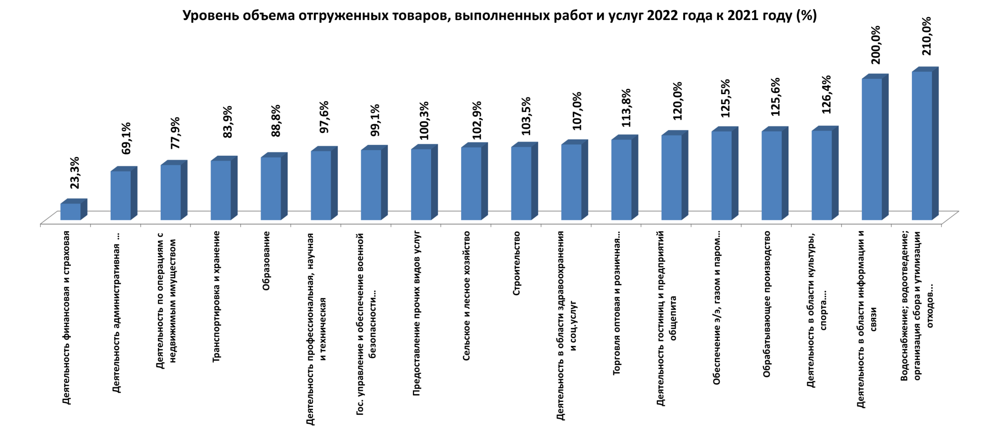 Уровень объема отгруженных товаров, выполненных работ и услуг 2022 года к 2021 году (%)
23,3%
69,1%
77,9%
83,9%
88,8%
97,6%
99,1%
100,3%
102,9%
103,5%
107,0%
113,8%
120,0%
125,5%
125,6%
126,4%
200,0%
210,0%
Деятельность финансовая и страховая
Деятельность административная ...
Деятельность по операциям с
недвижимым имуществом
Транспортировка и хранение
Образование
Деятельность профессиональная, научная
и техническая
Гос. управление и обеспечение военной
безопасности...
Предоставление прочих видов услуг
Сельское и лесное хозяйство
Строительство
Деятельность в области здравоохранения
и соц.услуг
Торговля оптовая и розничная...
Деятельность гостиниц и предприятий
общепита
Обеспечение э/э, газом и паром...
Обрабатывающее производство
Деятельность в области культуры,
спорта....
Деятельность в области информации и
связи
Водоснабжение; водоотведение;
организация сбора и утилизации
отходов...